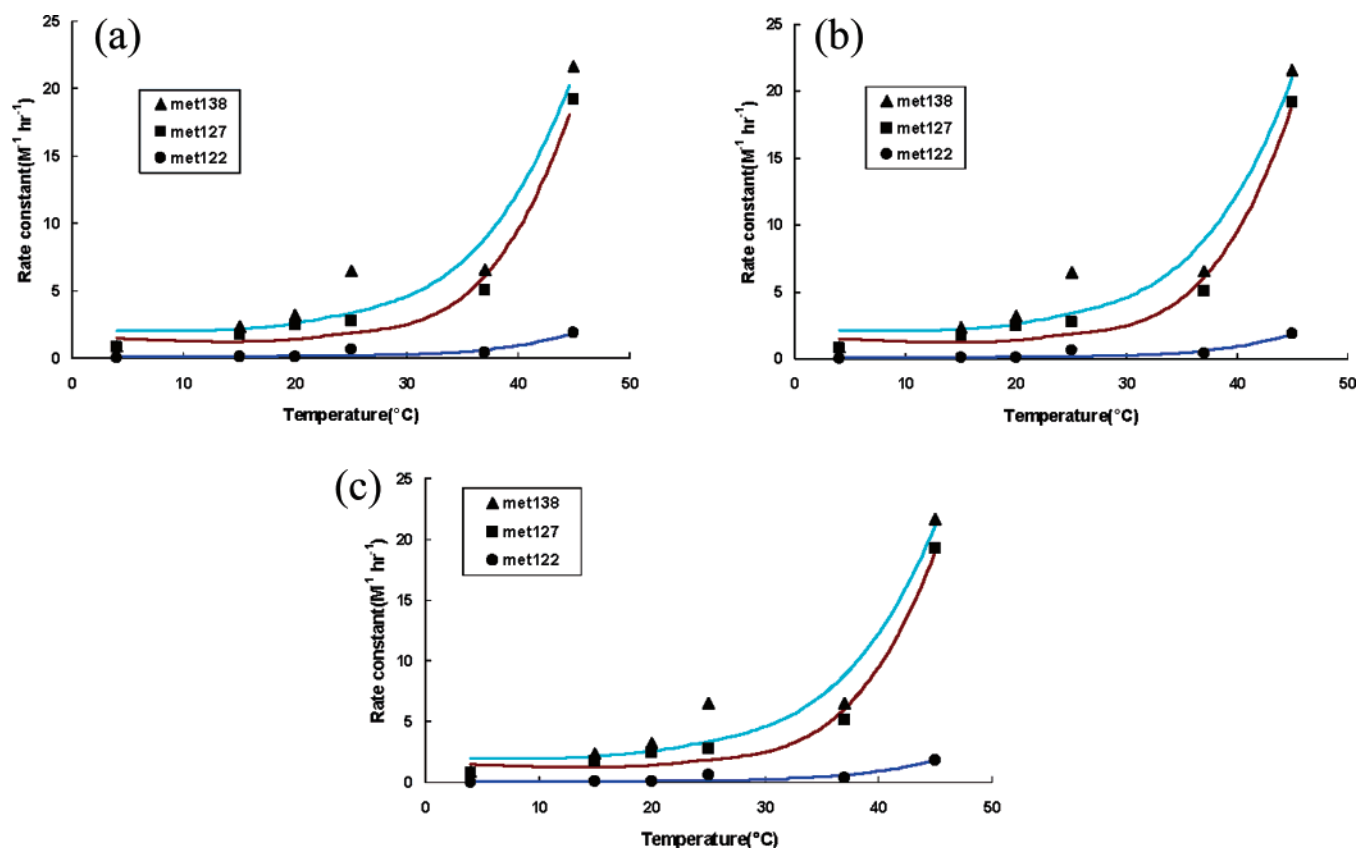 (a)
25
20
15
10
5
0
Rate constant(M⁻¹ hr⁻¹)
met138
met127
met122
0 10 20 30 40 50
Temperature(°C)
(b)
25
20
15
10
5
0
Rate constant(M⁻¹ hr⁻¹)
met138
met127
met122
0 10 20 30 40 50
Temperature(°C)
(c)
25
20
15
10
5
0
Rate constant(M⁻¹ hr⁻¹)
met138
met127
met122
0 10 20 30 40 50
Temperature(°C)